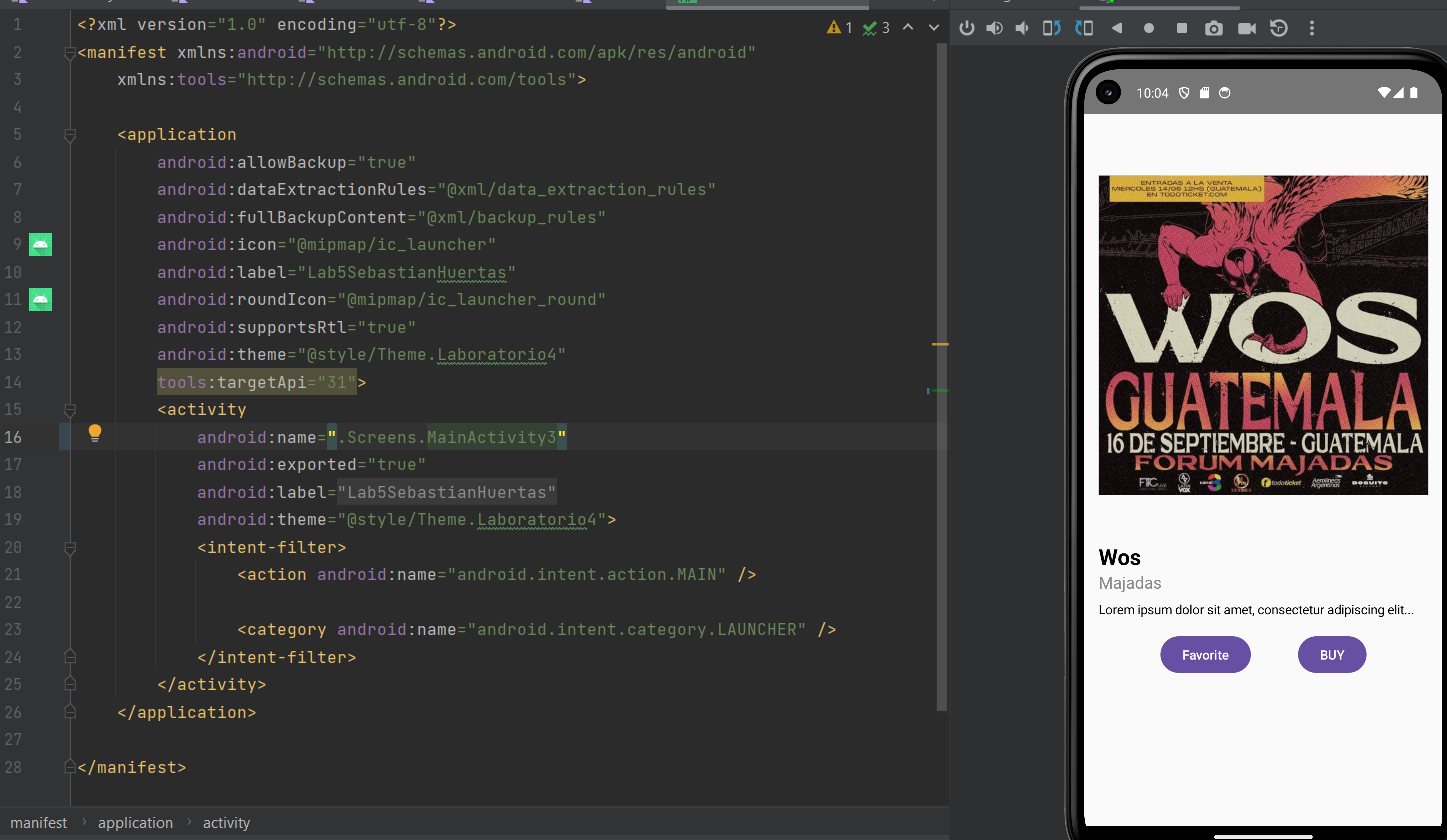 1 <?xml version="1.0" encoding="utf-8"?>
2 <manifest xmlns:android="http://schemas.android.com/apk/res/android"
3 xmlns:tools="http://schemas.android.com/tools">
4
5 <application
6 android:allowBackup="true"
7 android:dataExtractionRules="@xml/data_extraction_rules"
8 android:fullBackupContent="@xml/backup_rules"
9 android:icon="@mipmap/ic_launcher"
10 android:label="Lab5SebastianHuertas"
11 android:roundIcon="@mipmap/ic_launcher_round"
12 android:supportsRtl="true"
13 android:theme="@style/Theme.Laboratorio4"
14 tools:targetApi="31">
15 <activity
16 android:name=".Screens.MainActivity3"
17 android:exported="true"
18 android:label="Lab5SebastianHuertas"
19 android:theme="@style/Theme.Laboratorio4">
20 <intent-filter>
21 <action android:name="android.intent.action.MAIN" />
22
23 <category android:name="android.intent.category.LAUNCHER" />
24 </intent-filter>
25 </activity>
26 </application>
27
28 </manifest>
1 3
manifest application activity
10:04
ENTRADAS A LA VENTA
MIERCOLES 14/06 12HS (GUATEMALA)
EN TODOTICKET.COM
WOS
GUATEMALA
16 DE SEPTIEMBRE - GUATEMALA
FORUM MAJADAS
FTC LATIN VOX todoticket Aerolíneas Argentinas DOGUITO
Wos
Majadas
Lorem ipsum dolor sit amet, consectetur adipiscing elit...
Favorite BUY